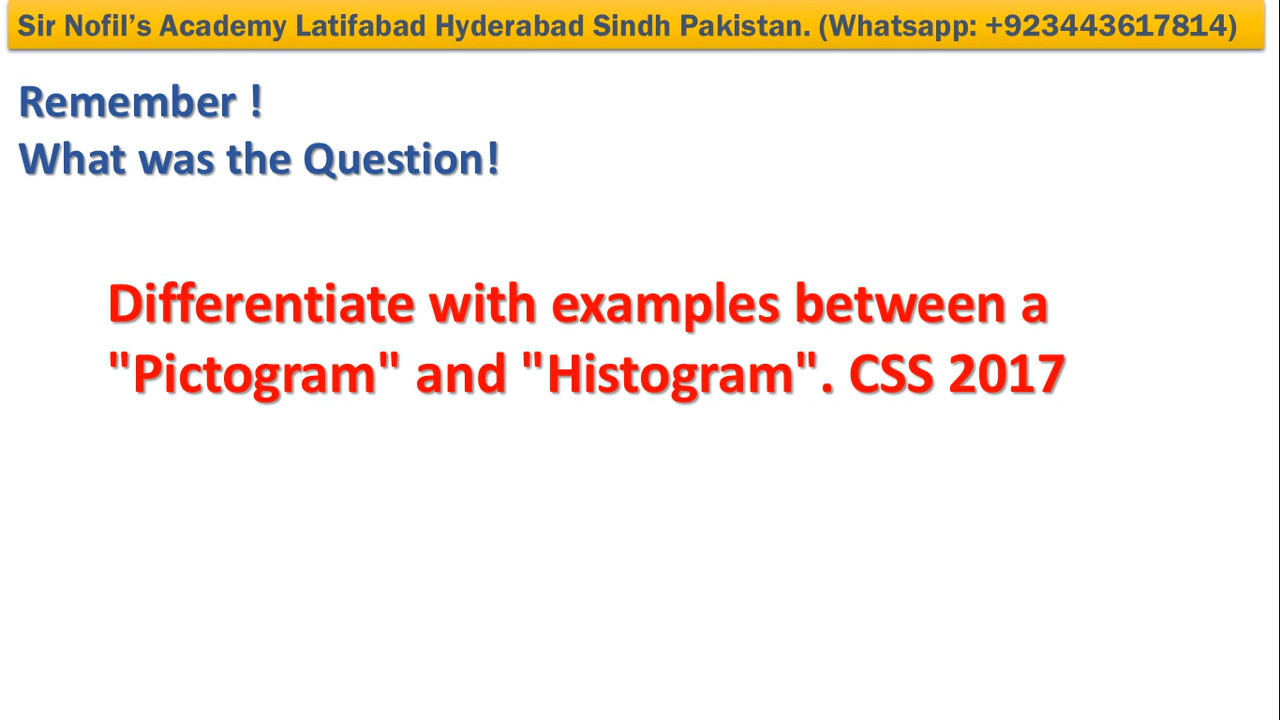 Sir Nofil’s Academy Latifabad Hyderabad Sindh Pakistan. (Whatsapp: +923443617814)
Remember !
What was the Question!
Differentiate with examples between a
"Pictogram" and "Histogram". CSS 2017